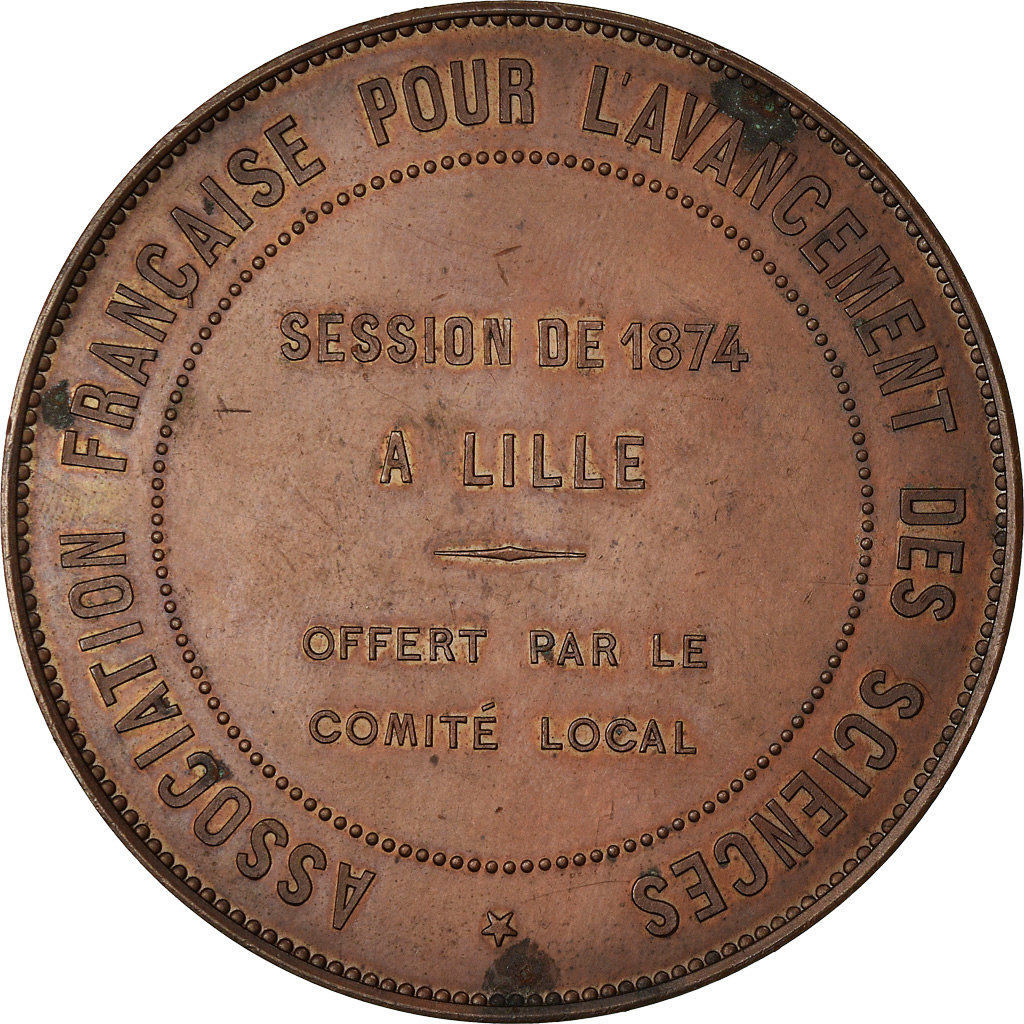 ASSOCIATION FRANÇAISE POUR L'AVANCEMENT DES SCIENCES
SESSION DE 1874
A LILLE
OFFERT PAR LE
COMITÉ LOCAL